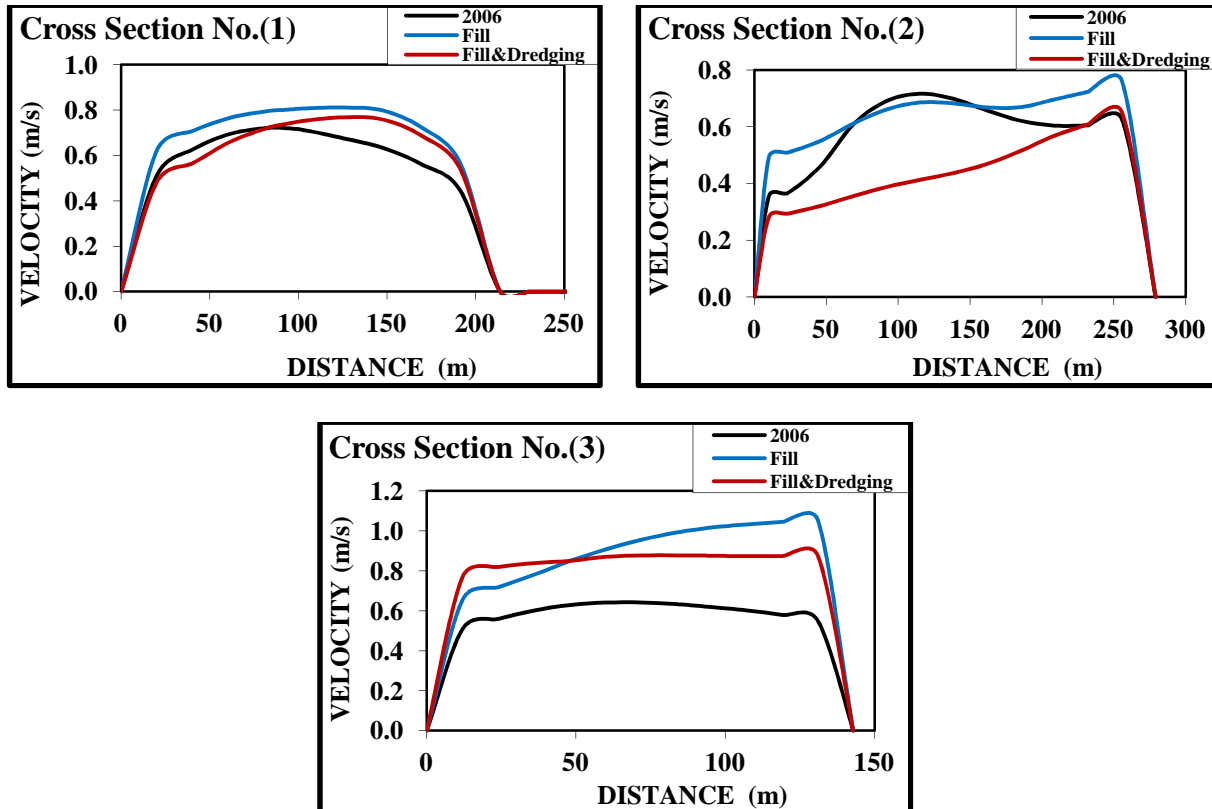 Cross Section No.(1)
2006
Fill
Fill&Dredging
VELOCITY (m/s)
1.0
0.8
0.6
0.4
0.2
0.0
0 50 100 150 200 250
DISTANCE (m)
Cross Section No.(2)
2006
Fill
Fill&Dredging
VELOCITY (m/s)
0.8
0.6
0.4
0.2
0.0
0 50 100 150 200 250 300
DISTANCE (m)
Cross Section No.(3)
2006
Fill
Fill&Dredging
VELOCITY (m/s)
1.2
1.0
0.8
0.6
0.4
0.2
0.0
0 50 100 150
DISTANCE (m)